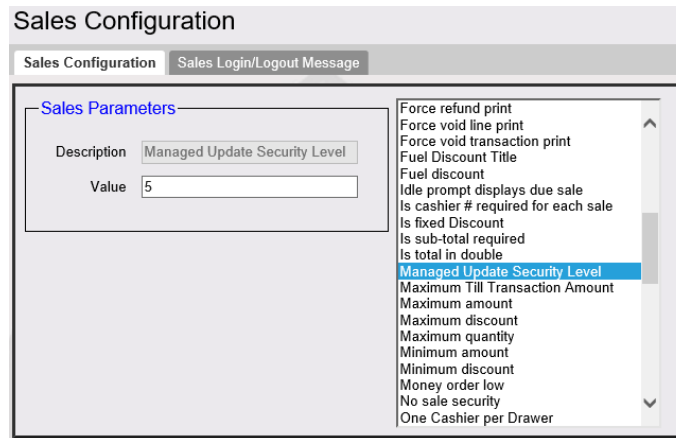 Sales Configuration
Sales Configuration
Sales Login/Logout Message
Sales Parameters
Description
Managed Update Security Level
Value
5
Force refund print
Force void line print
Force void transaction print
Fuel Discount Title
Fuel discount
Idle prompt displays due sale
Is cashier # required for each sale
Is fixed Discount
Is sub-total required
Is total in double
Managed Update Security Level
Maximum Till Transaction Amount
Maximum amount
Maximum discount
Maximum quantity
Minimum amount
Minimum discount
Money order low
No sale security
One Cashier per Drawer